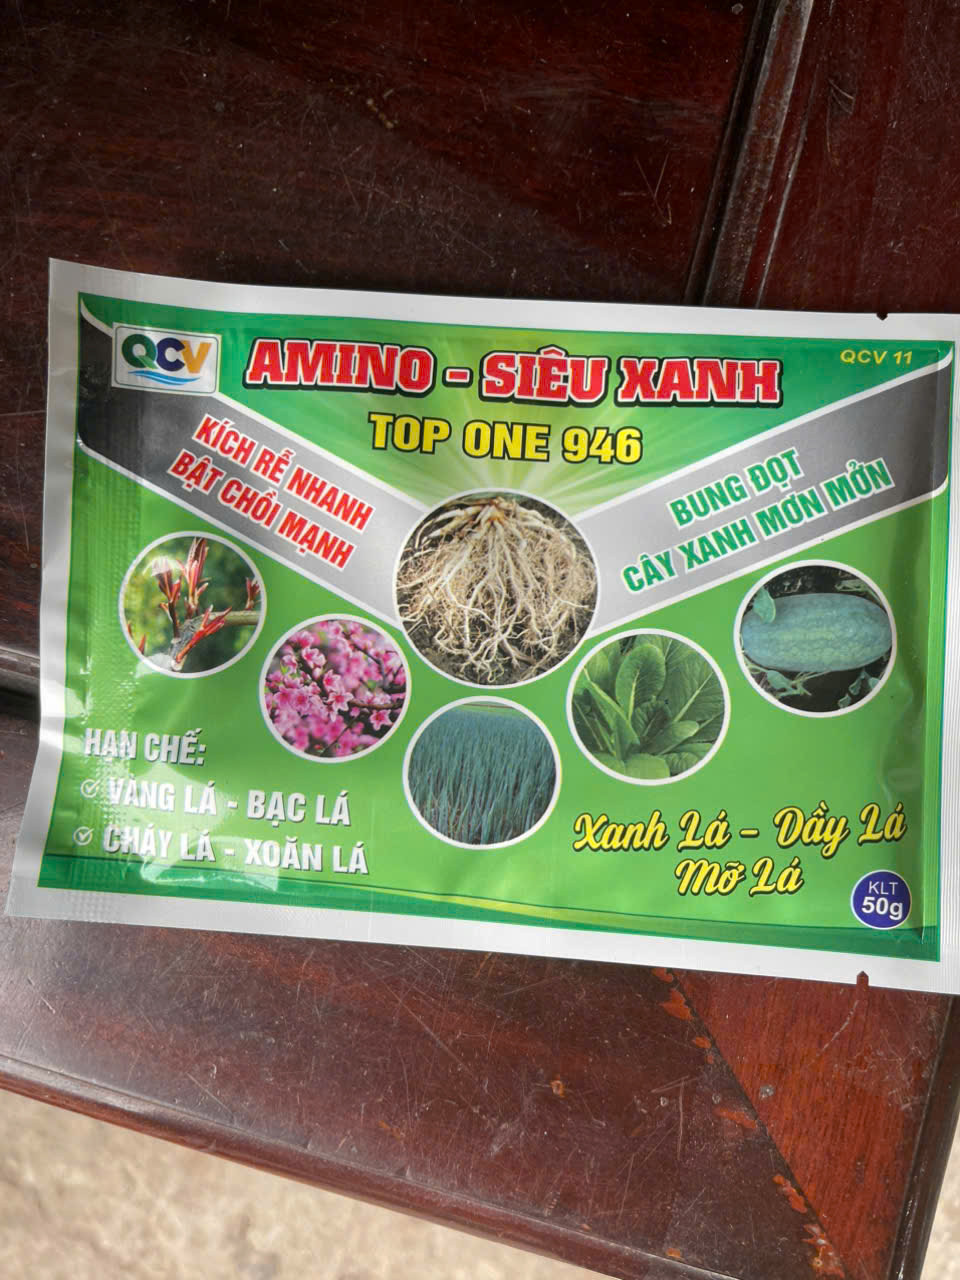 QCV
AMINO - SIÊU XANH
QCV 11
TOP ONE 946
KÍCH RỄ NHANH
BẬT CHỒI MẠNH
BUNG ĐỌT
CÂY XANH MƠN MỞN
HẠN CHẾ:
VÀNG LÁ - BẠC LÁ
CHÁY LÁ - XOĂN LÁ
Xanh Lá - Dầy Lá
Mỡ Lá
KLT
50g